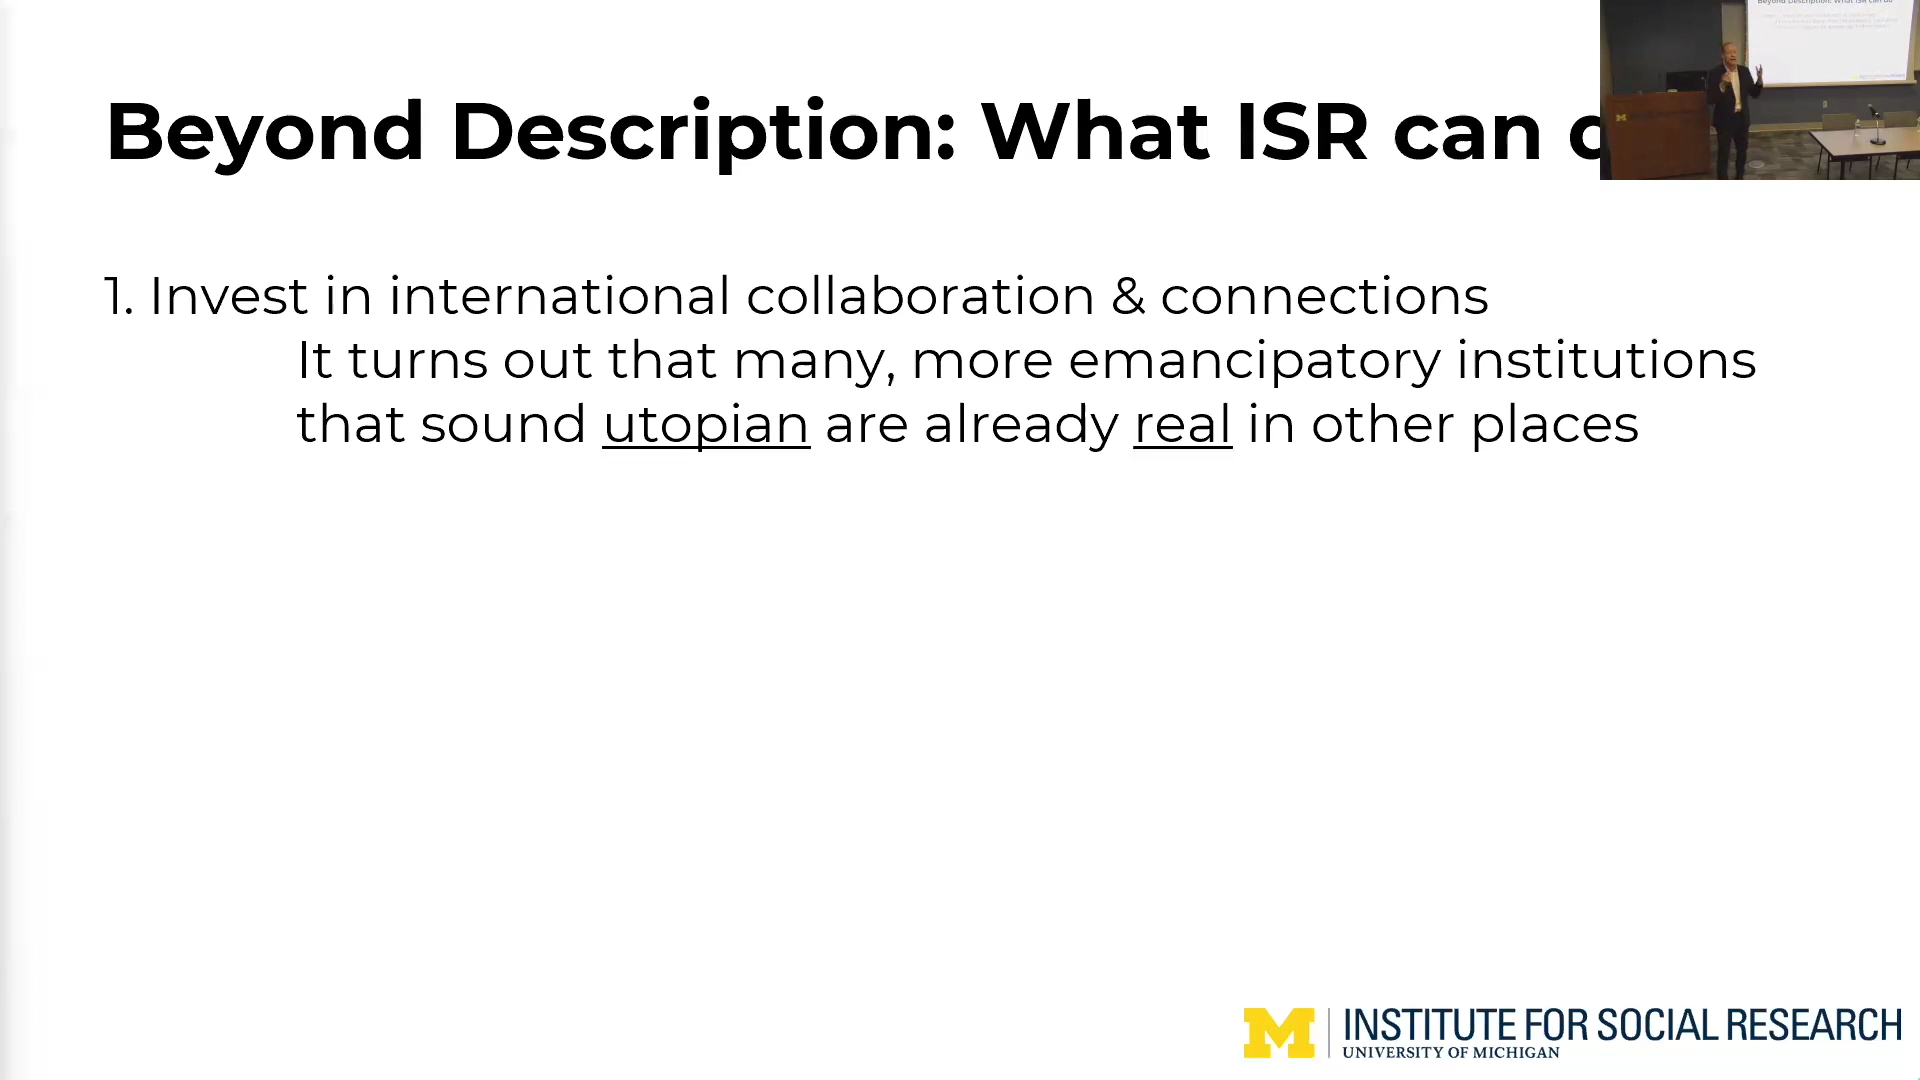 Beyond Description: What ISR can
1. Invest in international collaboration & connections
It turns out that many, more emancipatory institutions
that sound utopian are already real in other places
M
INSTITUTE FOR SOCIAL RESEARCH
UNIVERSITY OF MICHIGAN